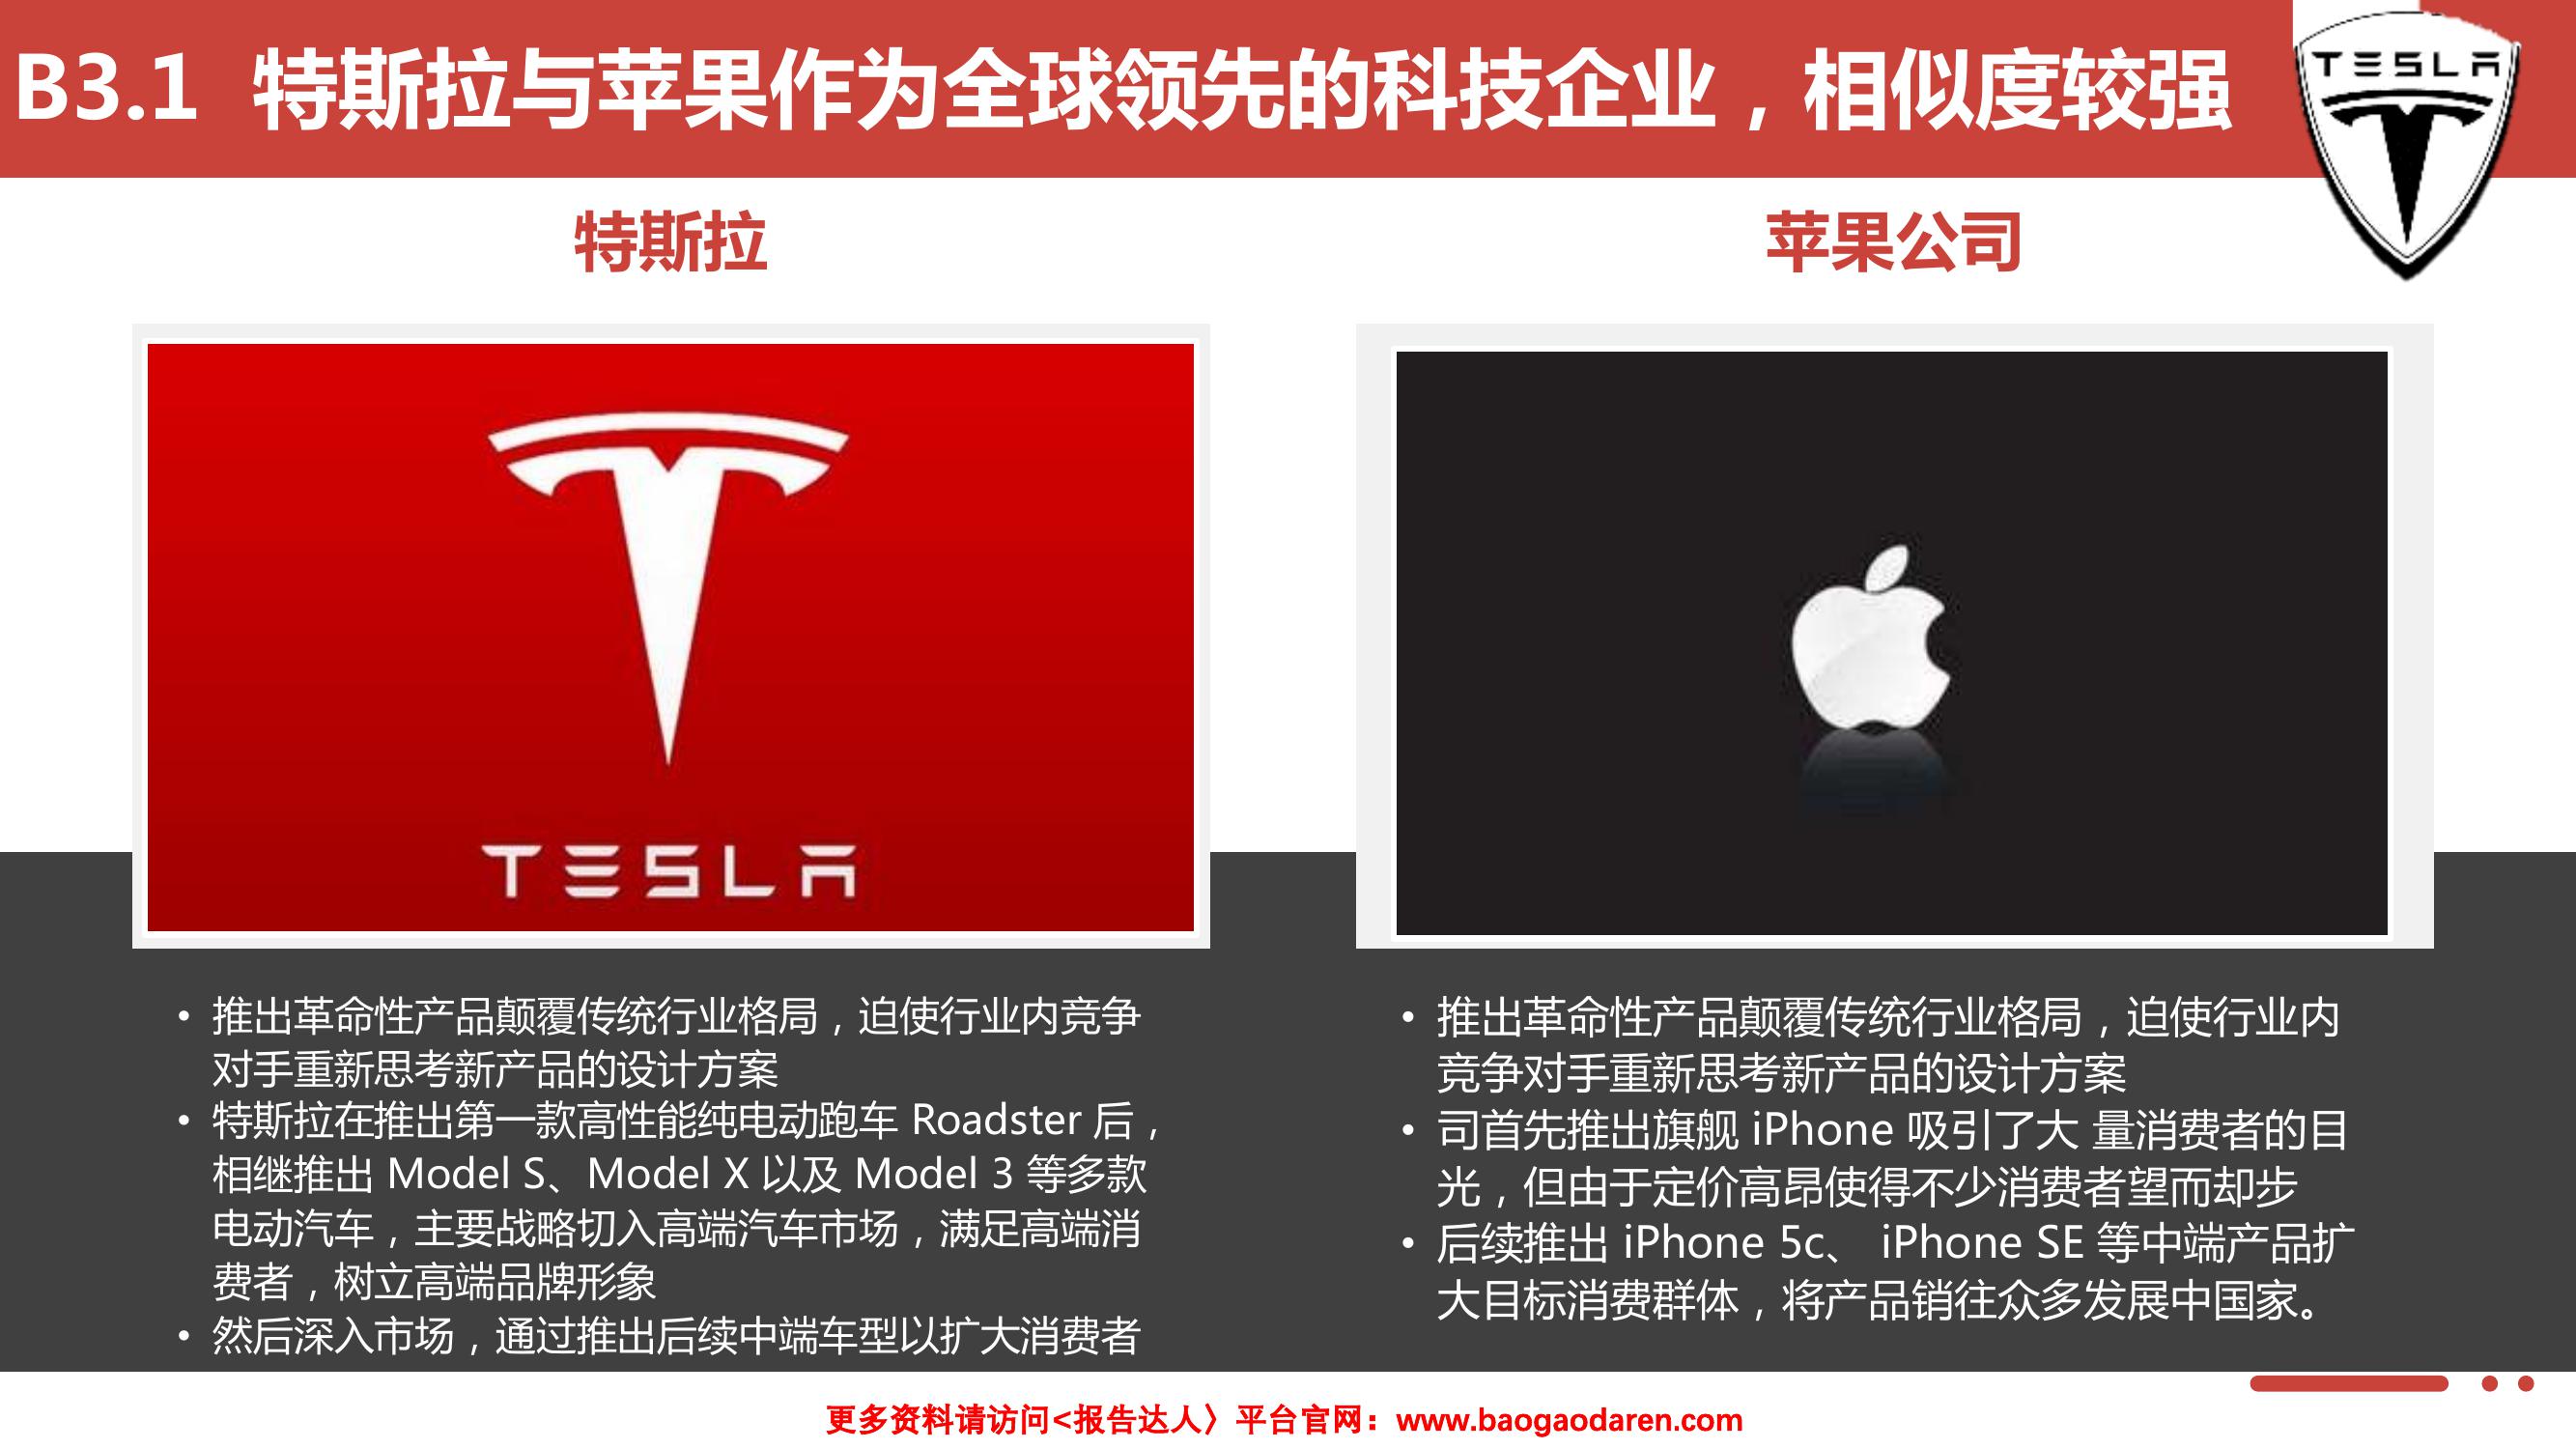 B3.1 特斯拉与苹果作为全球领先的科技企业，相似度较强
TESLA
特斯拉
苹果公司
TESLA
• 推出革命性产品颠覆传统行业格局，迫使行业内竞争
对手重新思考新产品的设计方案
• 特斯拉在推出第一款高性能纯电动跑车 Roadster 后，
相继推出 Model S、Model X 以及 Model 3 等多款
电动汽车，主要战略切入高端汽车市场，满足高端消
费者，树立高端品牌形象
• 然后深入市场，通过推出后续中端车型以扩大消费者
• 推出革命性产品颠覆传统行业格局，迫使行业内
竞争对手重新思考新产品的设计方案
• 司首先推出旗舰 iPhone 吸引了大 量消费者的目
光，但由于定价高昂使得不少消费者望而却步
• 后续推出 iPhone 5c、 iPhone SE 等中端产品扩
大目标消费群体，将产品销往众多发展中国家。
更多资料请访问<报告达人〉平台官网：www.baogaodaren.com